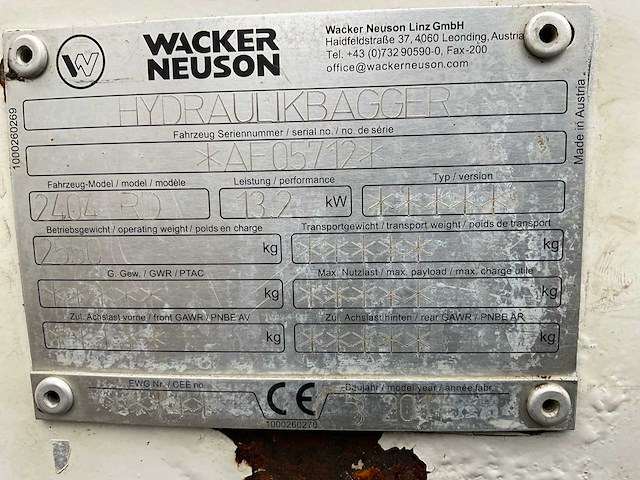 W
WACKER
NEUSON
Wacker Neuson Linz GmbH
Haidfeldstraße 37, 4060 Leonding, Austria
Tel. +43 (0)732 90590-0, Fax-200
office@wackerneuson.com
HYDRAULIKBAGGER
Fahrzeug Seriennummer / serial no. / no. de série
*AF05712*
Fahrzeug-Model / model / modèle
Leistung / performance
Typ / version
2404 RD
13.2 kW
*****
Betriebsgewicht / operating weight / poids en charge
Transportgewicht / transport weight / poids de transport
kg
kg
G. Gew. / GWR / PTAC
Max. Nutzlast / max. payload / max. charge utile
kg
kg
Zul. Achslast vorne / front GAWR / PNBE AV
Zul. Achslast hinten / rear GAWR / PNBE AR
kg
kg
EWG Nr. / CEE no.
Baujahr / model year / année fabr.
CE
1000260270
1000260269
Made in Austria